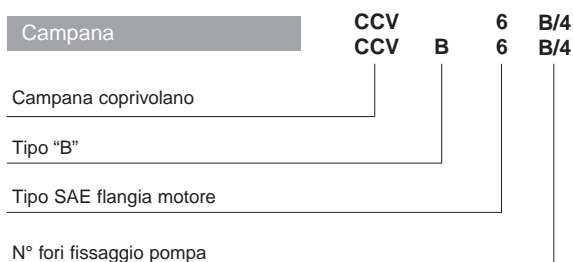 Campana
CCV 6 B/4
CCV B 6 B/4
Campana coprivolano
Tipo “B”
Tipo SAE flangia motore
N° fori fissaggio pompa